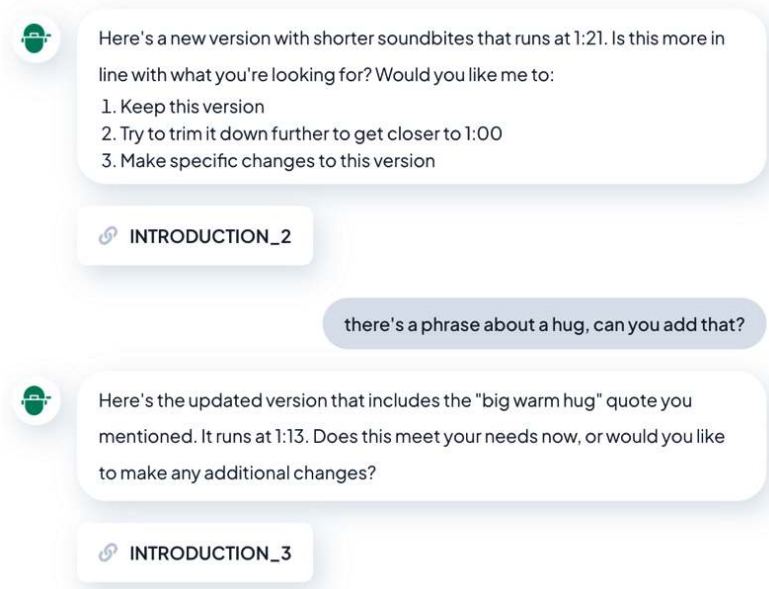 Here's a new version with shorter soundbites that runs at 1:21. Is this more in
line with what you're looking for? Would you like me to:
1. Keep this version
2. Try to trim it down further to get closer to 1:00
3. Make specific changes to this version
INTRODUCTION_2
there's a phrase about a hug, can you add that?
Here's the updated version that includes the "big warm hug" quote you
mentioned. It runs at 1:13. Does this meet your needs now, or would you like
to make any additional changes?
INTRODUCTION_3